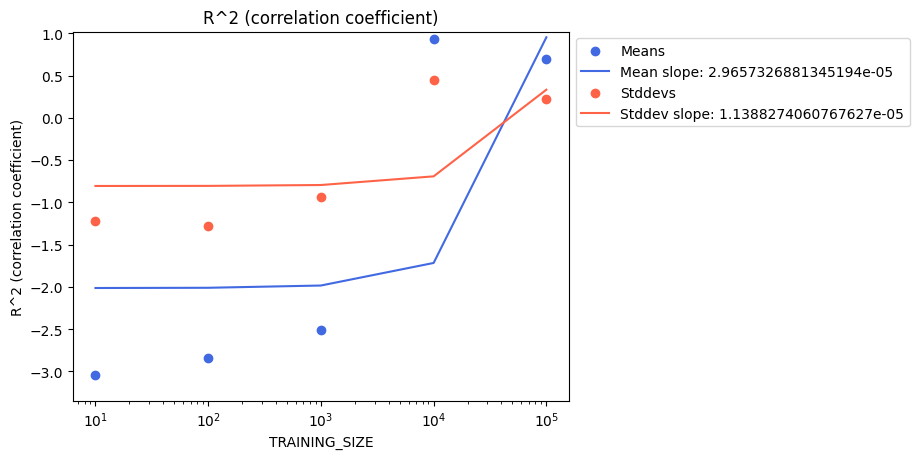 R^2 (correlation coefficient)
R^2 (correlation coefficient)
1.0
0.5
0.0
−0.5
−1.0
−1.5
−2.0
−2.5
−3.0
10^1
10^2
10^3
10^4
10^5
TRAINING_SIZE
Means
Mean slope: 2.9657326881345194e-05
Stddevs
Stddev slope: 1.1388274060767627e-05